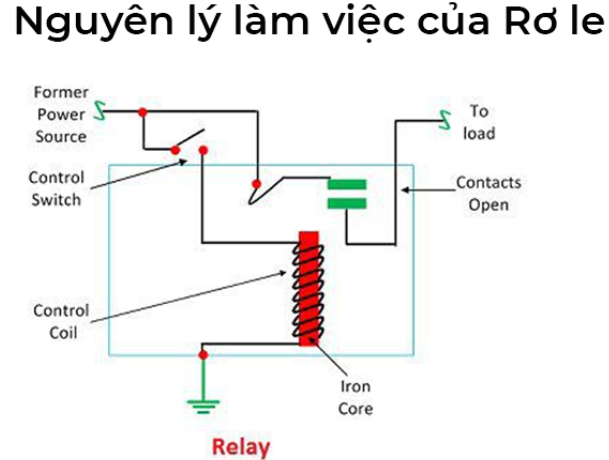 Nguyên lý làm việc của Rơ le
Former
Power
Source
To
load
Control
Switch
Contacts
Open
Control
Coil
Iron
Core
Relay